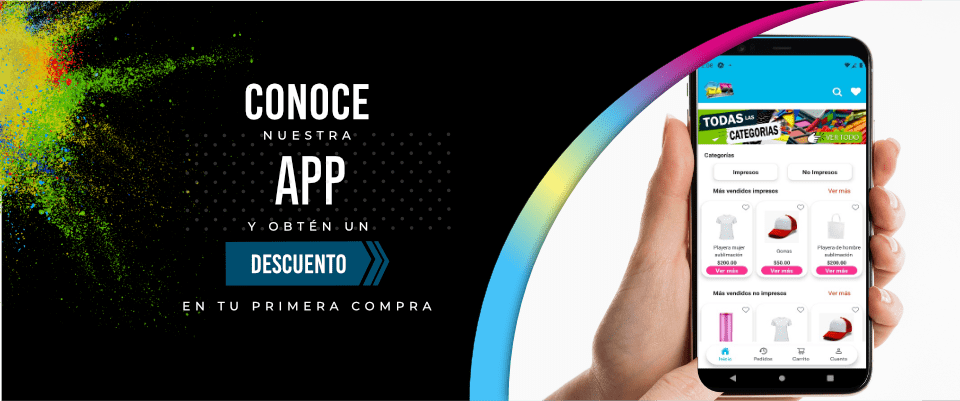 CONOCE
NUESTRA
APP
Y OBTÉN UN
DESCUENTO
EN TU PRIMERA COMPRA
TODAS LAS
CATEGORIAS
VER TODO
Categorías
Impresos
No Impresos
Más vendidos impresos
Ver más
Playera mujer
sublimación
$200.00
Ver más
Gorras
$50.00
Ver más
Playera de hombre
sublimación
Ver más
Más vendidos no impresos
Ver más
Inicio
Pedidos
Carrito
Cuenta